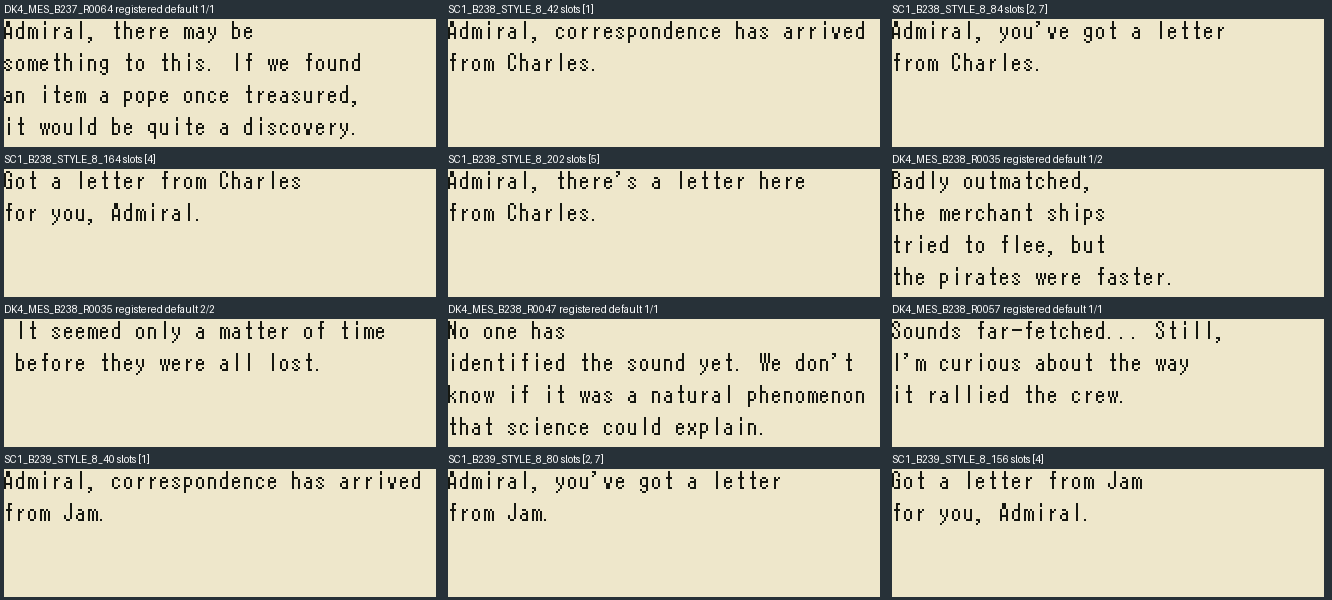 DK4_MES_B237_R0064 registered default 1/1
Admiral, there may be
something to this. If we found
an item a pope once treasured,
it would be quite a discovery.
SC1_B238_STYLE_8_42 slots [1]
Admiral, correspondence has arrived
from Charles.
SC1_B238_STYLE_8_84 slots [2, 7]
Admiral, you've got a letter
from Charles.
SC1_B238_STYLE_8_164 slots [4]
Got a letter from Charles
for you, Admiral.
SC1_B238_STYLE_8_202 slots [5]
Admiral, there's a letter here
from Charles.
DK4_MES_B238_R0035 registered default 1/2
Badly outmatched,
the merchant ships
tried to flee, but
the pirates were faster.
DK4_MES_B238_R0035 registered default 2/2
It seemed only a matter of time
before they were all lost.
DK4_MES_B238_R0047 registered default 1/1
No one has
identified the sound yet. We don't
know if it was a natural phenomenon
that science could explain.
DK4_MES_B238_R0057 registered default 1/1
Sounds far-fetched... Still,
I'm curious about the way
it rallied the crew.
SC1_B239_STYLE_8_40 slots [1]
Admiral, correspondence has arrived
from Jam.
SC1_B239_STYLE_8_80 slots [2, 7]
Admiral, you've got a letter
from Jam.
SC1_B239_STYLE_8_156 slots [4]
Got a letter from Jam
for you, Admiral.